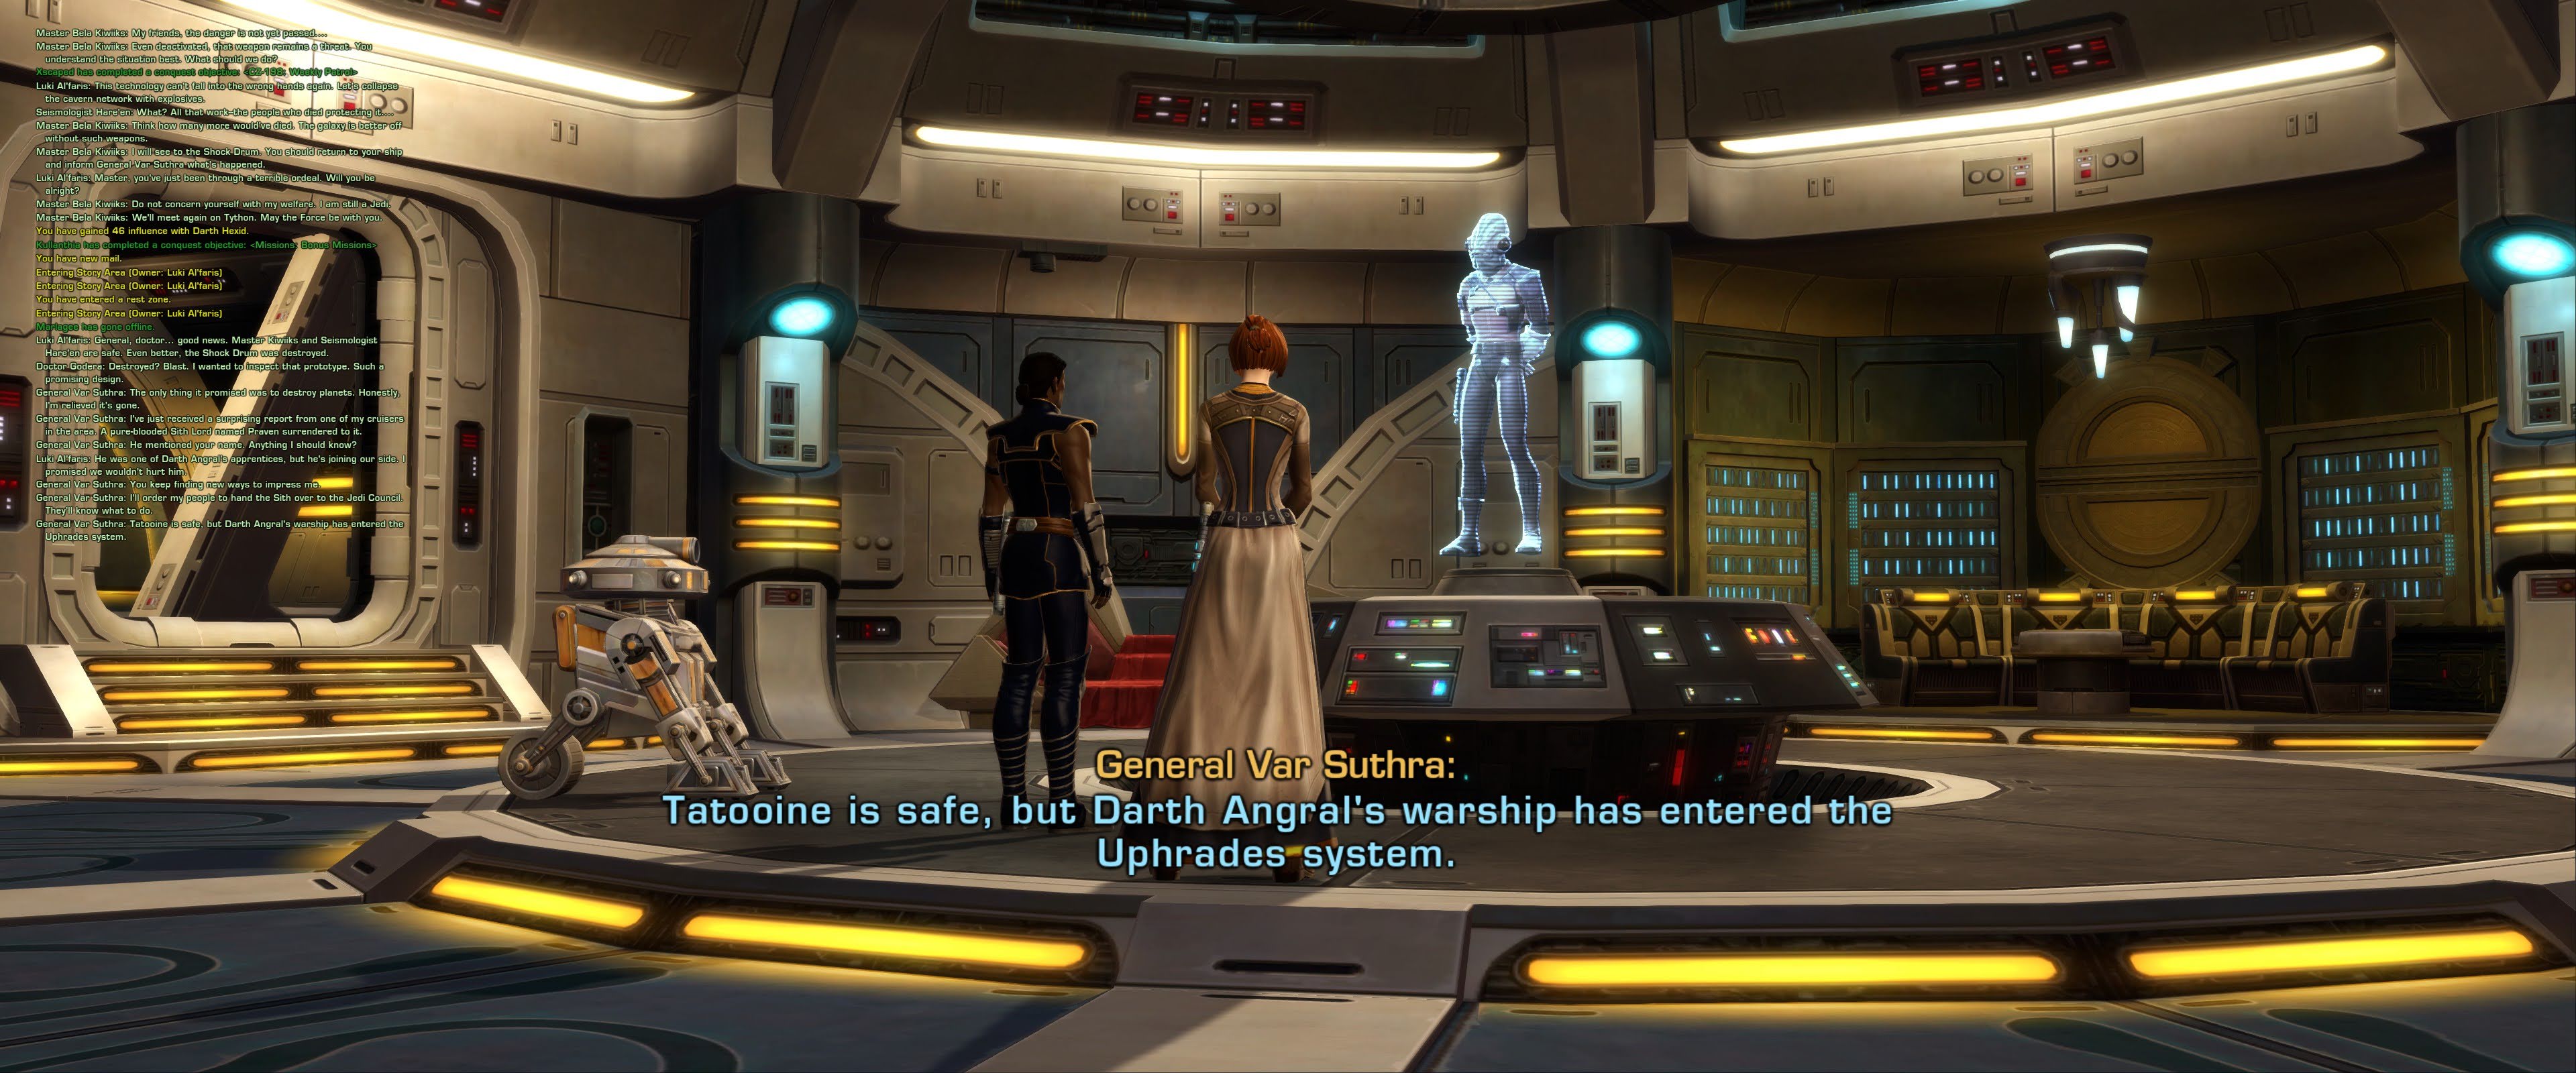 Master Bela Kiwiiks: My friends, the danger is not yet passed....
Master Bela Kiwiiks: Even deactivated, that weapon remains a threat. You
understand the situation best. What should we do?
Xscaped has completed a conquest objective: <CZ-198: Weekly Patrol>
Luki Al'faris: This technology can't fall into the wrong hands again. Let's collapse
the cavern network with explosives.
Seismologist Hare'en: What? All that work–the people who died protecting it....
Master Bela Kiwiiks: Think how many more would've died. The galaxy is better off
without such weapons.
Master Bela Kiwiiks: I will see to the Shock Drum. You should return to your ship
and inform General Var Suthra what's happened.
Luki Al'faris: Master, you've just been through a terrible ordeal. Will you be
alright?
Master Bela Kiwiiks: Do not concern yourself with my welfare. I am still a Jedi.
Master Bela Kiwiiks: We'll meet again on Tython. May the Force be with you.
You have gained 46 influence with Darth Hexid.
has completed a conquest objective: <Missions: Bonus Missions>
You have new mail.
Entering Story Area (Owner: Luki Al'faris)
Entering Story Area (Owner: Luki Al'faris)
You have entered a rest zone.
Entering Story Area (Owner: Luki Al'faris)
has gone offline.
Luki Al'faris: General, doctor... good news. Master Kiwiiks and Seismologist
Hare'en are safe. Even better, the Shock Drum was destroyed.
Doctor Godera: Destroyed? Blast. I wanted to inspect that prototype. Such a
promising design.
General Var Suthra: The only thing it promised was to destroy planets. Honestly,
I'm relieved it's gone.
General Var Suthra: I've just received a surprising report from one of my cruisers
in the area. A pure-blooded Sith Lord named Praven surrendered to it.
General Var Suthra: He mentioned your name. Anything I should know?
Luki Al'faris: He was one of Darth Angral's apprentices, but he's joining our side. I
promised we wouldn't hurt him.
General Var Suthra: You keep finding new ways to impress me.
General Var Suthra: I'll order my people to hand the Sith over to the Jedi Council.
They'll know what to do.
General Var Suthra: Tatooine is safe, but Darth Angral's warship has entered the
Uphrades system.
General Var Suthra:
Tatooine is safe, but Darth Angral's warship has entered the
Uphrades system.